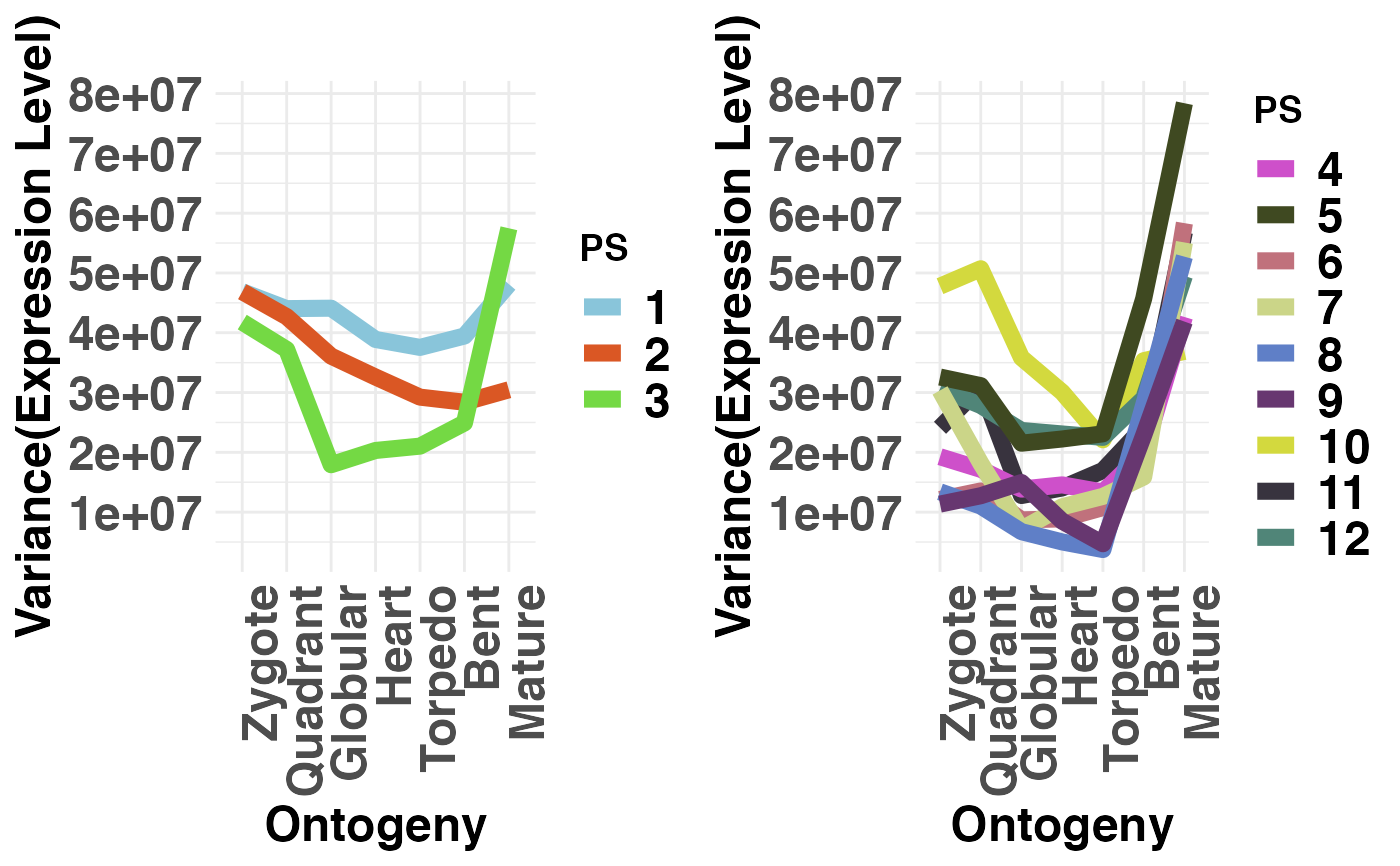 Variance(Expression Level)
8e+07
7e+07
6e+07
5e+07
4e+07
3e+07
2e+07
1e+07
Zygote
Quadrant
Globular
Heart
Torpedo
Bent
Mature
Ontogeny
PS
1
2
3
Variance(Expression Level)
8e+07
7e+07
6e+07
5e+07
4e+07
3e+07
2e+07
1e+07
Zygote
Quadrant
Globular
Heart
Torpedo
Bent
Mature
Ontogeny
PS
4
5
6
7
8
9
10
11
12